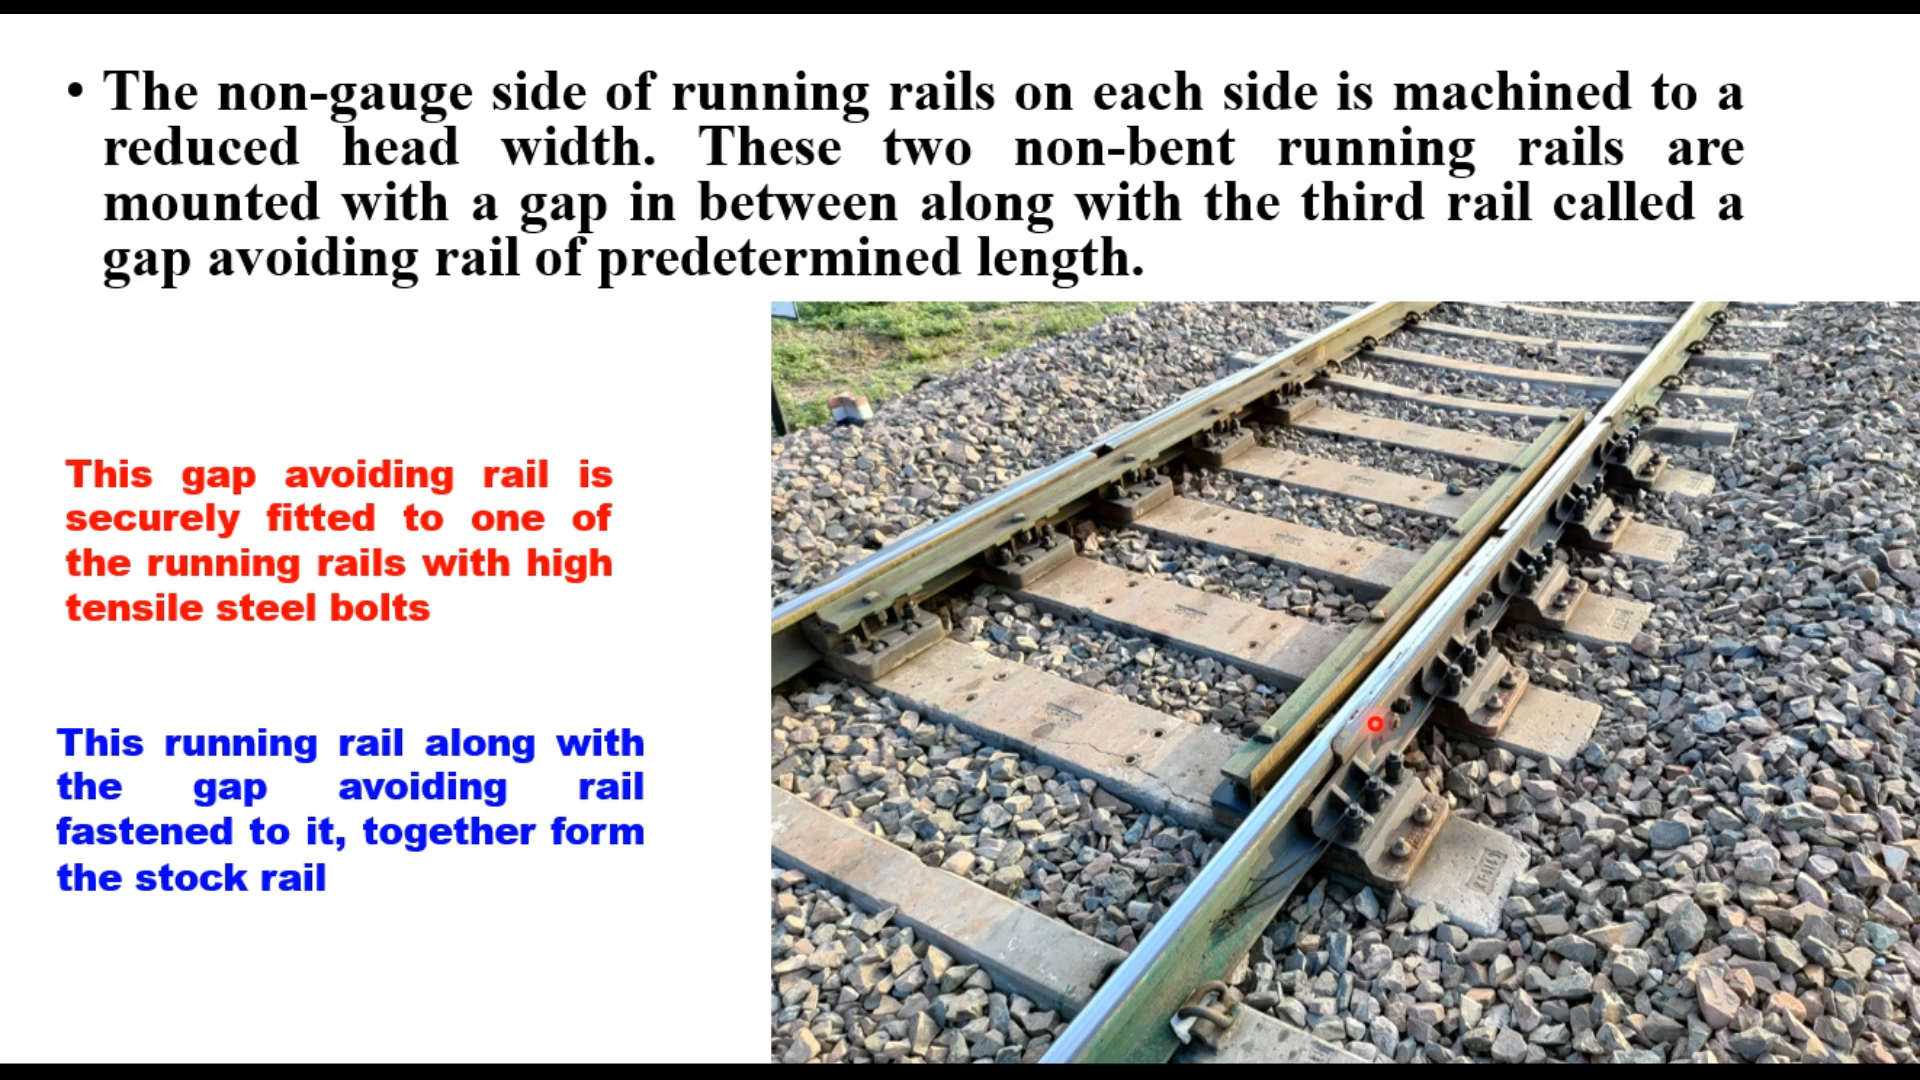 • The non-gauge side of running rails on each side is machined to a
reduced head width. These two non-bent running rails are
mounted with a gap in between along with the third rail called a
gap avoiding rail of predetermined length.
This gap avoiding rail is
securely fitted to one of
the running rails with high
tensile steel bolts
This running rail along with
the gap avoiding rail
fastened to it, together form
the stock rail